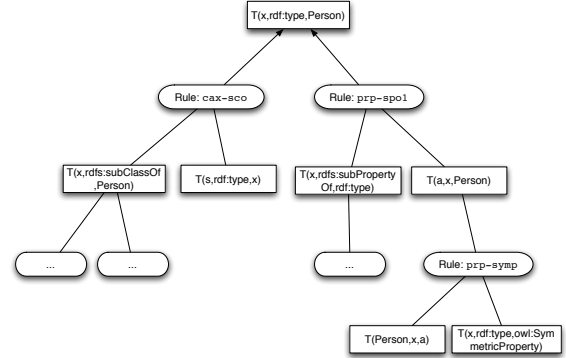 T(x,rdf:type,Person)
Rule: cax-sco
Rule: prp-spo1
T(x,rdfs:subClassOf
,Person)
T(s,rdf:type,x)
T(x,rdfs:subProperty
Of,rdf:type)
T(a,x,Person)
...
...
...
Rule: prp-symp
T(Person,x,a)
T(x,rdf:type,owl:Sym
metricProperty)